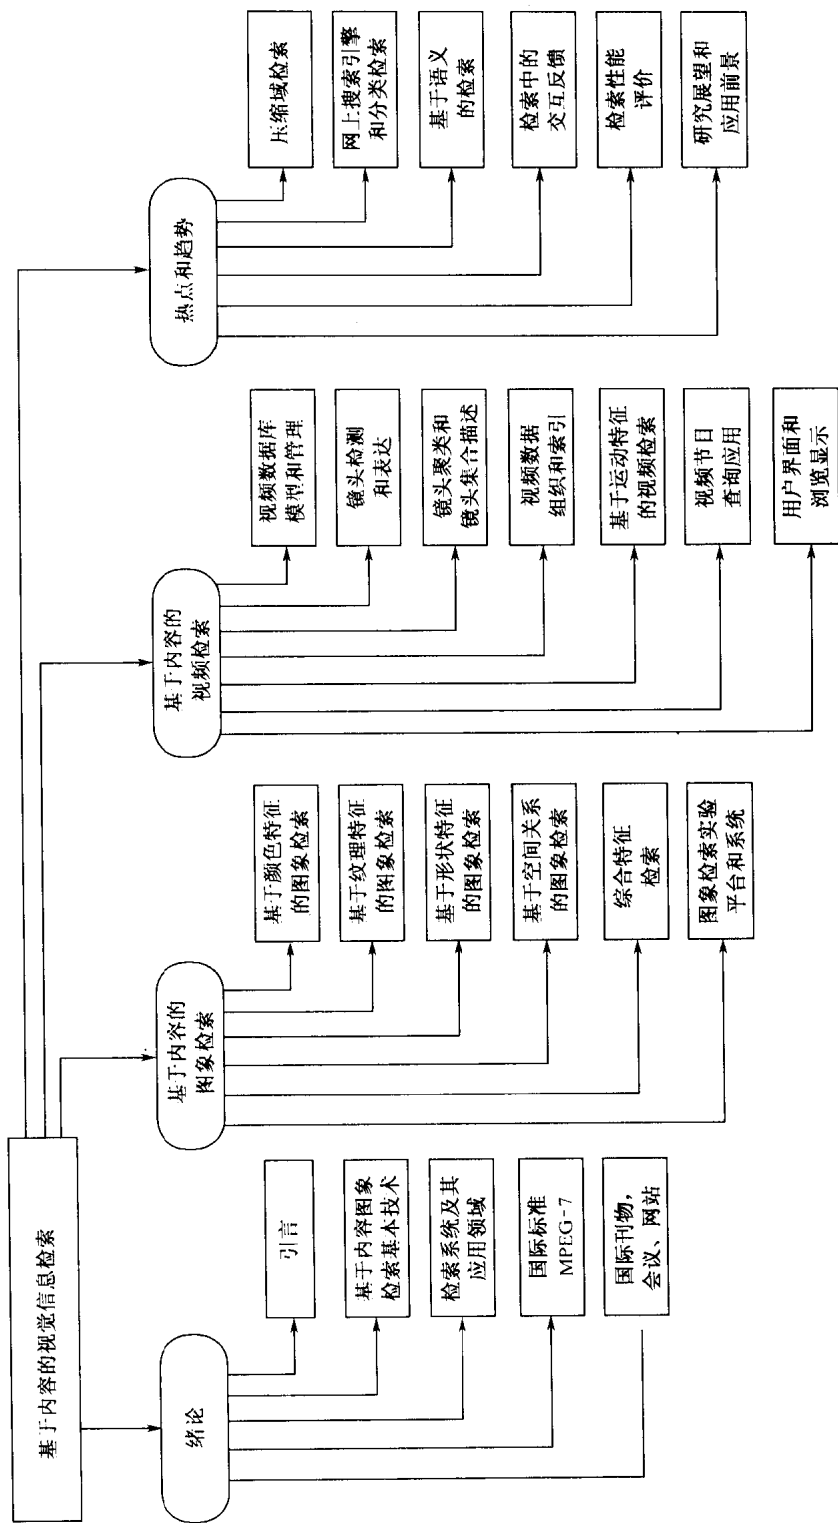 基于内容的视觉信息检索
绪论
引言
基于内容图象
检索基本技术
检索系统及其
应用领域
国际标准
MPEG-7
国际刊物，
会议、网站
基于内容的
图象检索
基于颜色特征
的图象检索
基于纹理特征
的图象检索
基于形状特征
的图象检索
基于空间关系
的图象检索
综合特征
检索
图象检索实验
平台和系统
基于内容的
视频检索
视频数据库
模型和管理
镜头检测
和表达
镜头聚类和
镜头集合描述
视频数据
组织和索引
基于运动特征
的视频检索
视频节目
查询应用
用户界面和
浏览显示
热点和趋势
压缩域检索
网上搜索引擎
和分类检索
基于语义
的检索
检索中的
交互反馈
检索性能
评价
研究展望和
应用前景